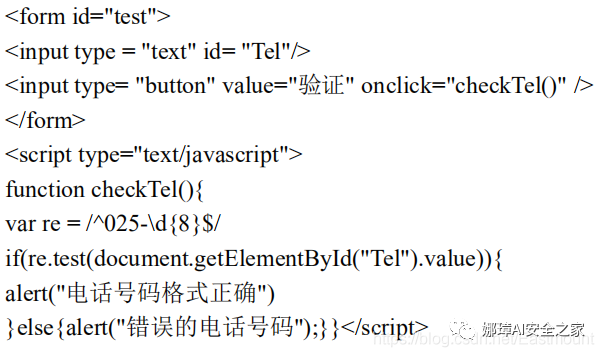 <form id="test">
<input type = "text" id= "Tel"/>
<input type= "button" value="验证" onclick="checkTel()" />
</form>
<script type="text/javascript">
function checkTel(){
var re = /^025-\d{8}$/
if(re.test(document.getElementById("Tel").value)){
alert("电话号码格式正确")
}else{alert("错误的电话号码");}}</script>
娜璋AI安全之家
https://blog.csdn.net/Eastmount